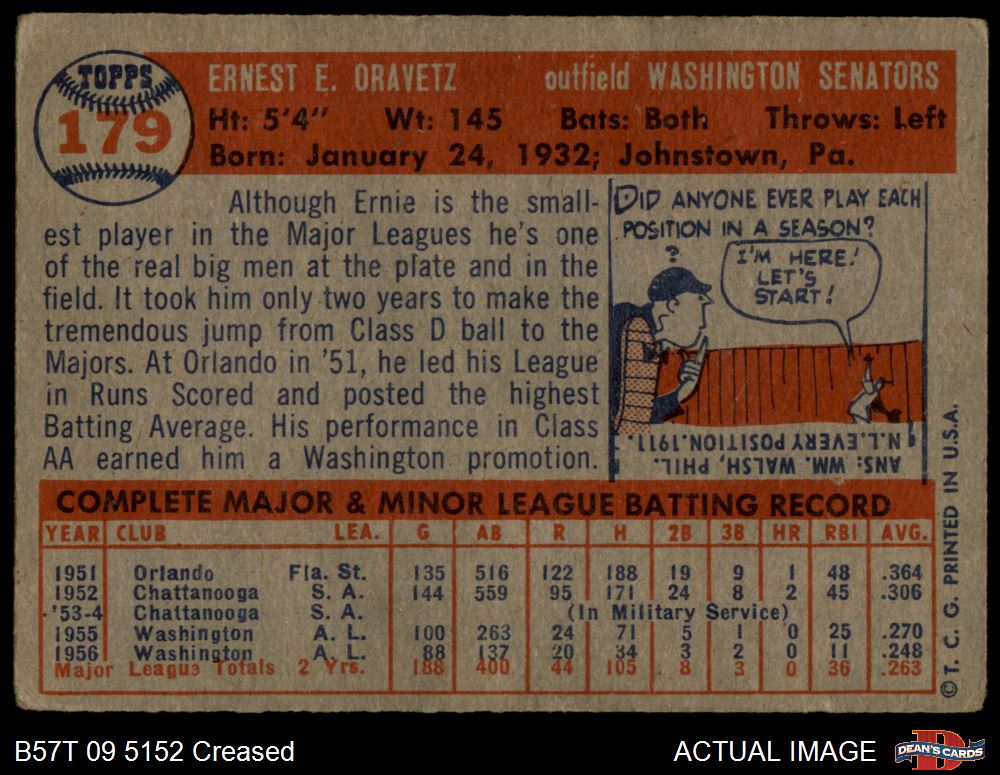 TOPPS
179
ERNEST E. ORAVETZ outfield WASHINGTON SENATORS
Ht: 5'4" Wt: 145 Bats: Both Throws: Left
Born: January 24, 1932; Johnstown, Pa.
Although Ernie is the small-
est player in the Major Leagues he's one
of the real big men at the plate and in the
field. It took him only two years to make the
tremendous jump from Class D ball to the
Majors. At Orlando in '51, he led his League
in Runs Scored and posted the highest
Batting Average. His performance in Class
AA earned him a Washington promotion.
DID ANYONE EVER PLAY EACH
POSITION IN A SEASON?
?
I'M HERE!
LET'S
START!
ANS: WM. WALSH, PHIL.
N.L. EVERY POSITION. 1911.
COMPLETE MAJOR & MINOR LEAGUE BATTING RECORD
YEAR CLUB LEA. G AB R H 2B 3B HR RBI AVG.
1951 Orlando Fla. St. 135 516 122 188 19 9 1 48 .364
1952 Chattanooga S. A. 144 559 95 171 24 8 2 45 .306
'53-4 Chattanooga S. A. (In Military Service)
1955 Washington A. L. 100 263 24 71 5 1 0 25 .270
1956 Washington A. L. 88 137 20 34 3 2 0 11 .248
Major League Totals 2 Yrs. 188 400 44 105 8 3 0 36 .263
©T. C. G. PRINTED IN U.S.A.
B57T 09 5152 Creased
ACTUAL IMAGE
DEAN'S CARDS